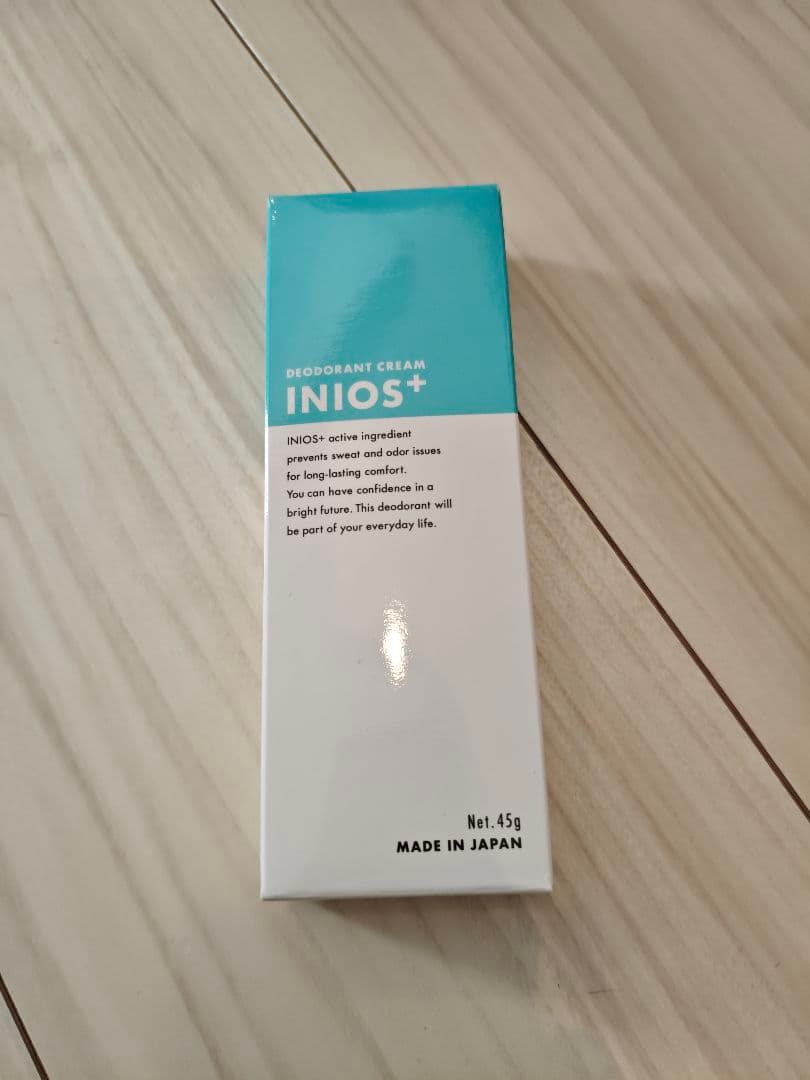 DEODORANT CREAM
INIOS+
INIOS+ active ingredient
prevents sweat and odor issues
for long-lasting comfort.
You can have confidence in a
bright future. This deodorant will
be part of your everyday life.
Net.45g
MADE IN JAPAN